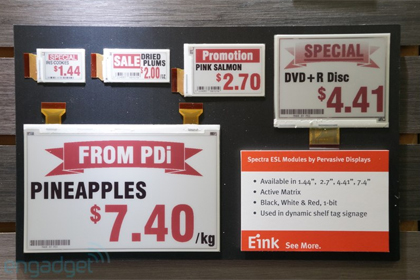 SPECIAL
$1.44
SALE
DRIED
PLUMS
$2.00
Promotion
PINK SALMON
$2.70
SPECIAL
DVD+R Disc
$4.41
FROM PDi
PINEAPPLES
$7.40/kg
Spectra ESL Modules by Pervasive Displays
• Available in 1.44", 2.7", 4.41", 7.4"
• Active Matrix
• Black, White & Red, 1-bit
• Used in dynamic shelf tag signage
Eink See More.
engadget